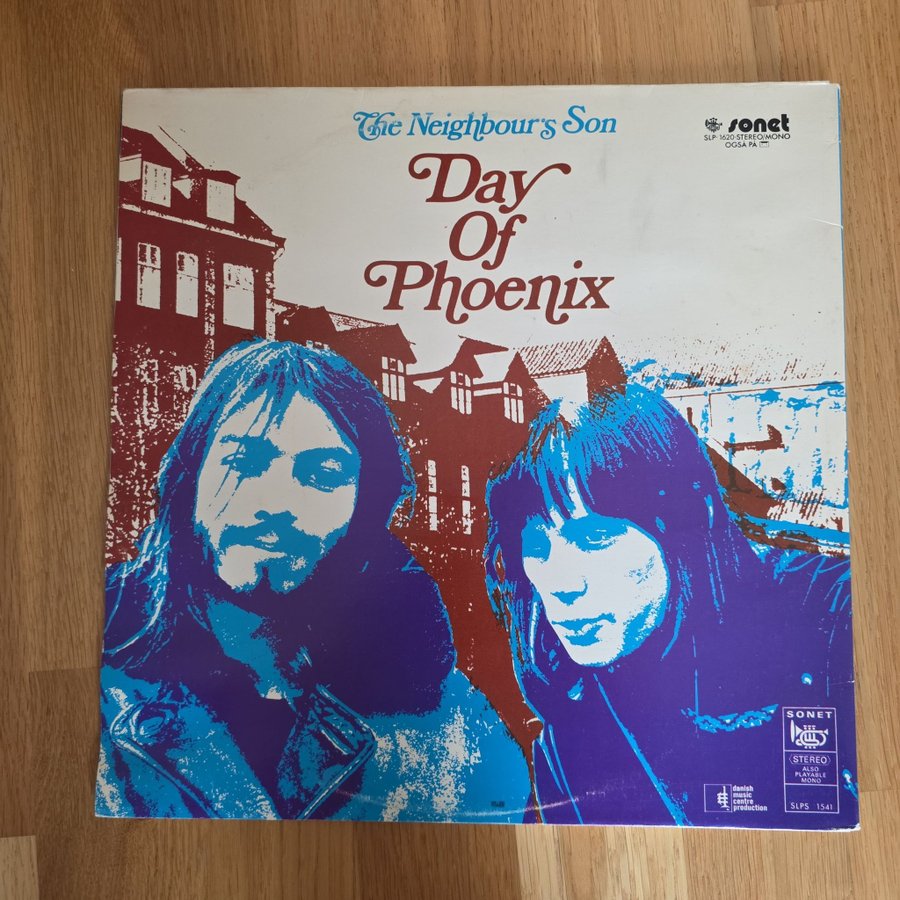 The Neighbour's Son
Day
Of
Phoenix
sonet
SLP-1620-STEREO/MONO
OGSÅ PÅ
SONET
STEREO
ALSO
PLAYABLE
MONO
SLPS 1541
danish
music
centre
production